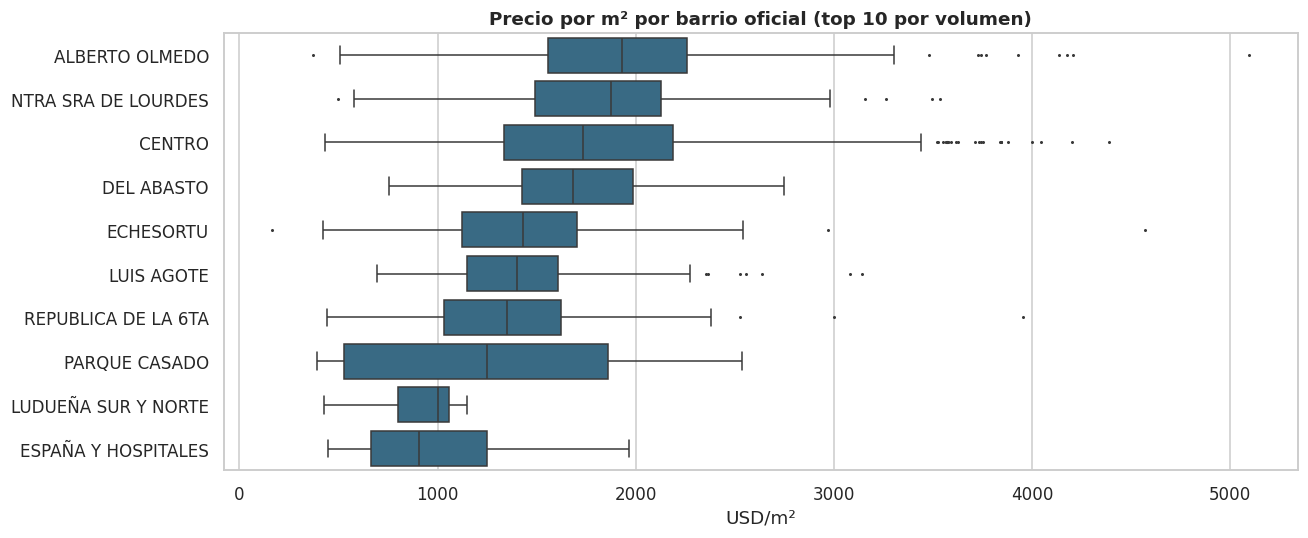 Precio por m² por barrio oficial (top 10 por volumen)
ALBERTO OLMEDO
NTRA SRA DE LOURDES
CENTRO
DEL ABASTO
ECHESORTU
LUIS AGOTE
REPUBLICA DE LA 6TA
PARQUE CASADO
LUDUEÑA SUR Y NORTE
ESPAÑA Y HOSPITALES
0 1000 2000 3000 4000 5000
USD/m²